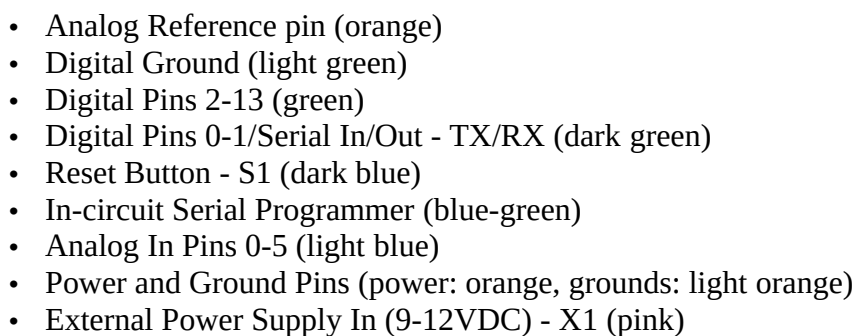 • Analog Reference pin (orange)
• Digital Ground (light green)
• Digital Pins 2-13 (green)
• Digital Pins 0-1/Serial In/Out - TX/RX (dark green)
• Reset Button - S1 (dark blue)
• In-circuit Serial Programmer (blue-green)
• Analog In Pins 0-5 (light blue)
• Power and Ground Pins (power: orange, grounds: light orange)
• External Power Supply In (9-12VDC) - X1 (pink)